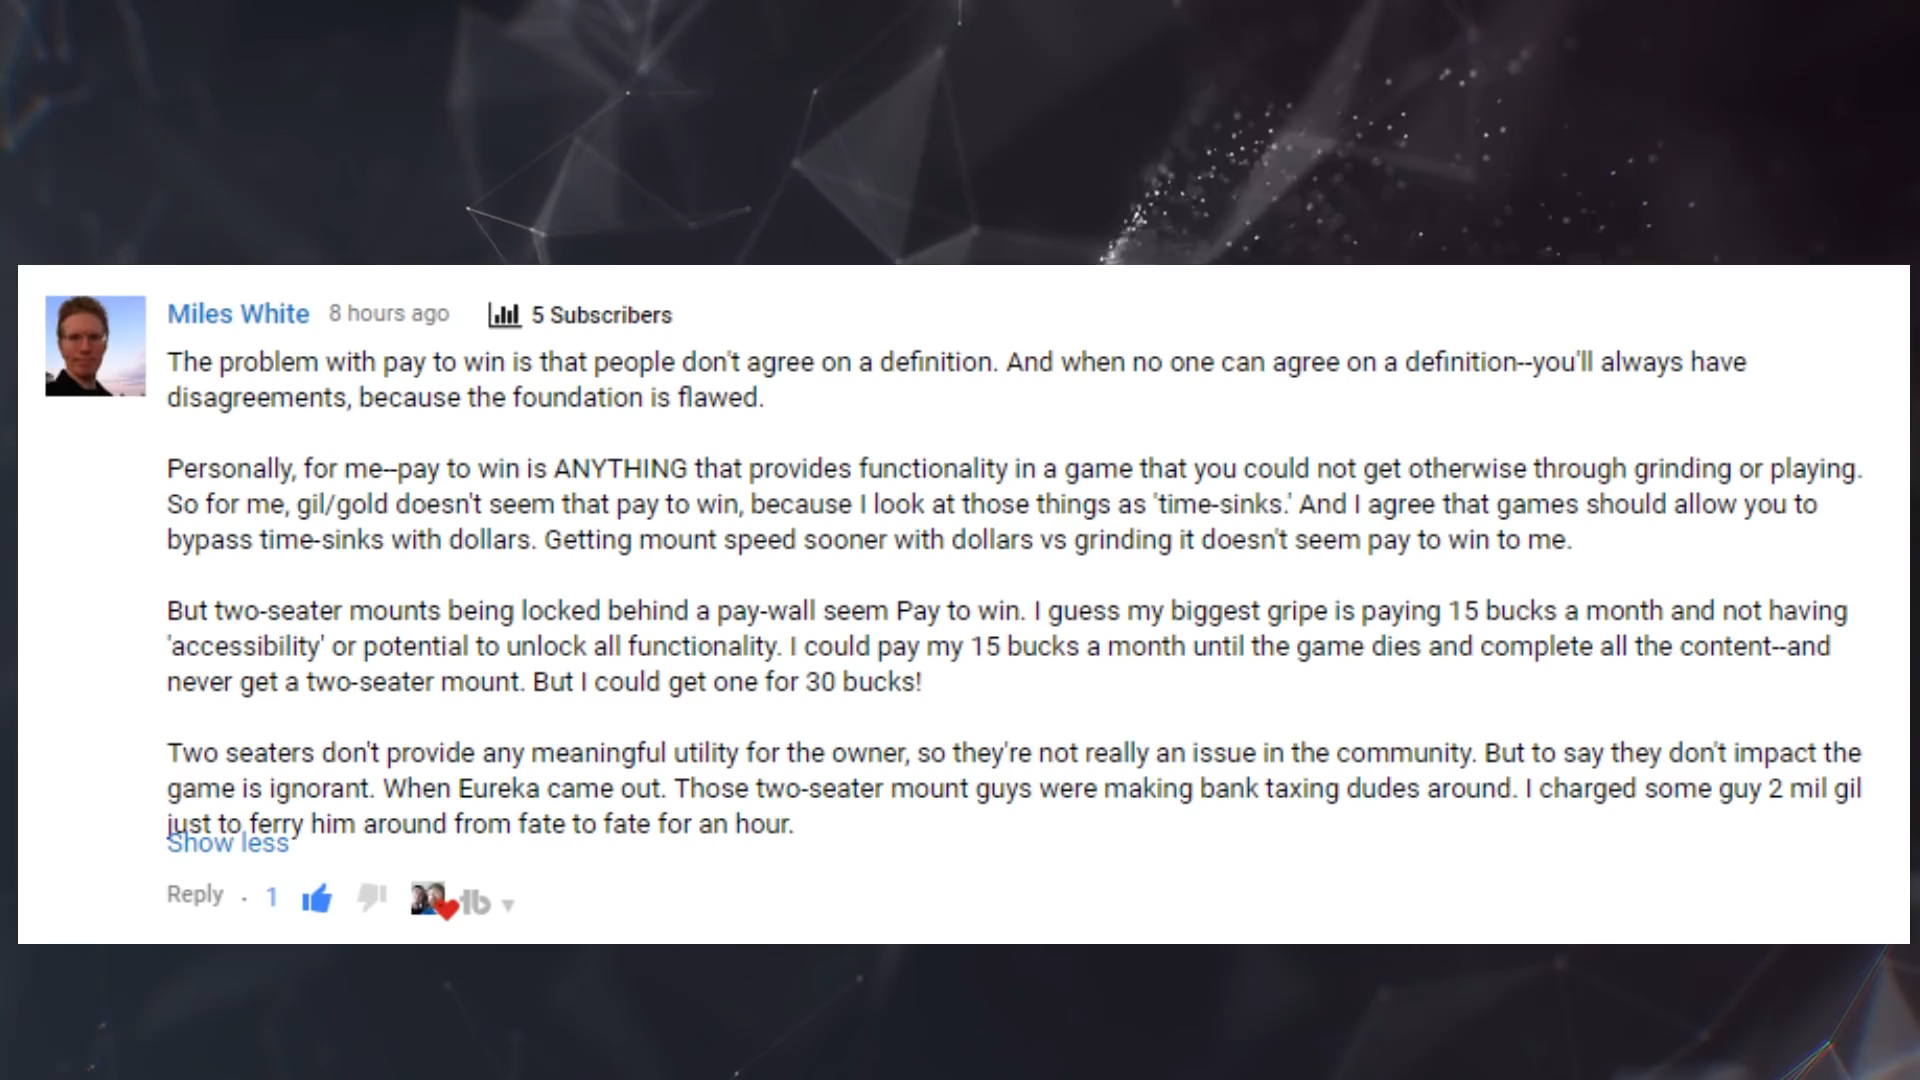 Miles White 8 hours ago 5 Subscribers
The problem with pay to win is that people don't agree on a definition. And when no one can agree on a definition--you'll always have
disagreements, because the foundation is flawed.
Personally, for me--pay to win is ANYTHING that provides functionality in a game that you could not get otherwise through grinding or playing.
So for me, gil/gold doesn't seem that pay to win, because I look at those things as 'time-sinks.' And I agree that games should allow you to
bypass time-sinks with dollars. Getting mount speed sooner with dollars vs grinding it doesn't seem pay to win to me.
But two-seater mounts being locked behind a pay-wall seem Pay to win. I guess my biggest gripe is paying 15 bucks a month and not having
'accessibility' or potential to unlock all functionality. I could pay my 15 bucks a month until the game dies and complete all the content--and
never get a two-seater mount. But I could get one for 30 bucks!
Two seaters don't provide any meaningful utility for the owner, so they're not really an issue in the community. But to say they don't impact the
game is ignorant. When Eureka came out. Those two-seater mount guys were making bank taxing dudes around. I charged some guy 2 mil gil
just to ferry him around from fate to fate for an hour.
Show less
Reply . 1 tb